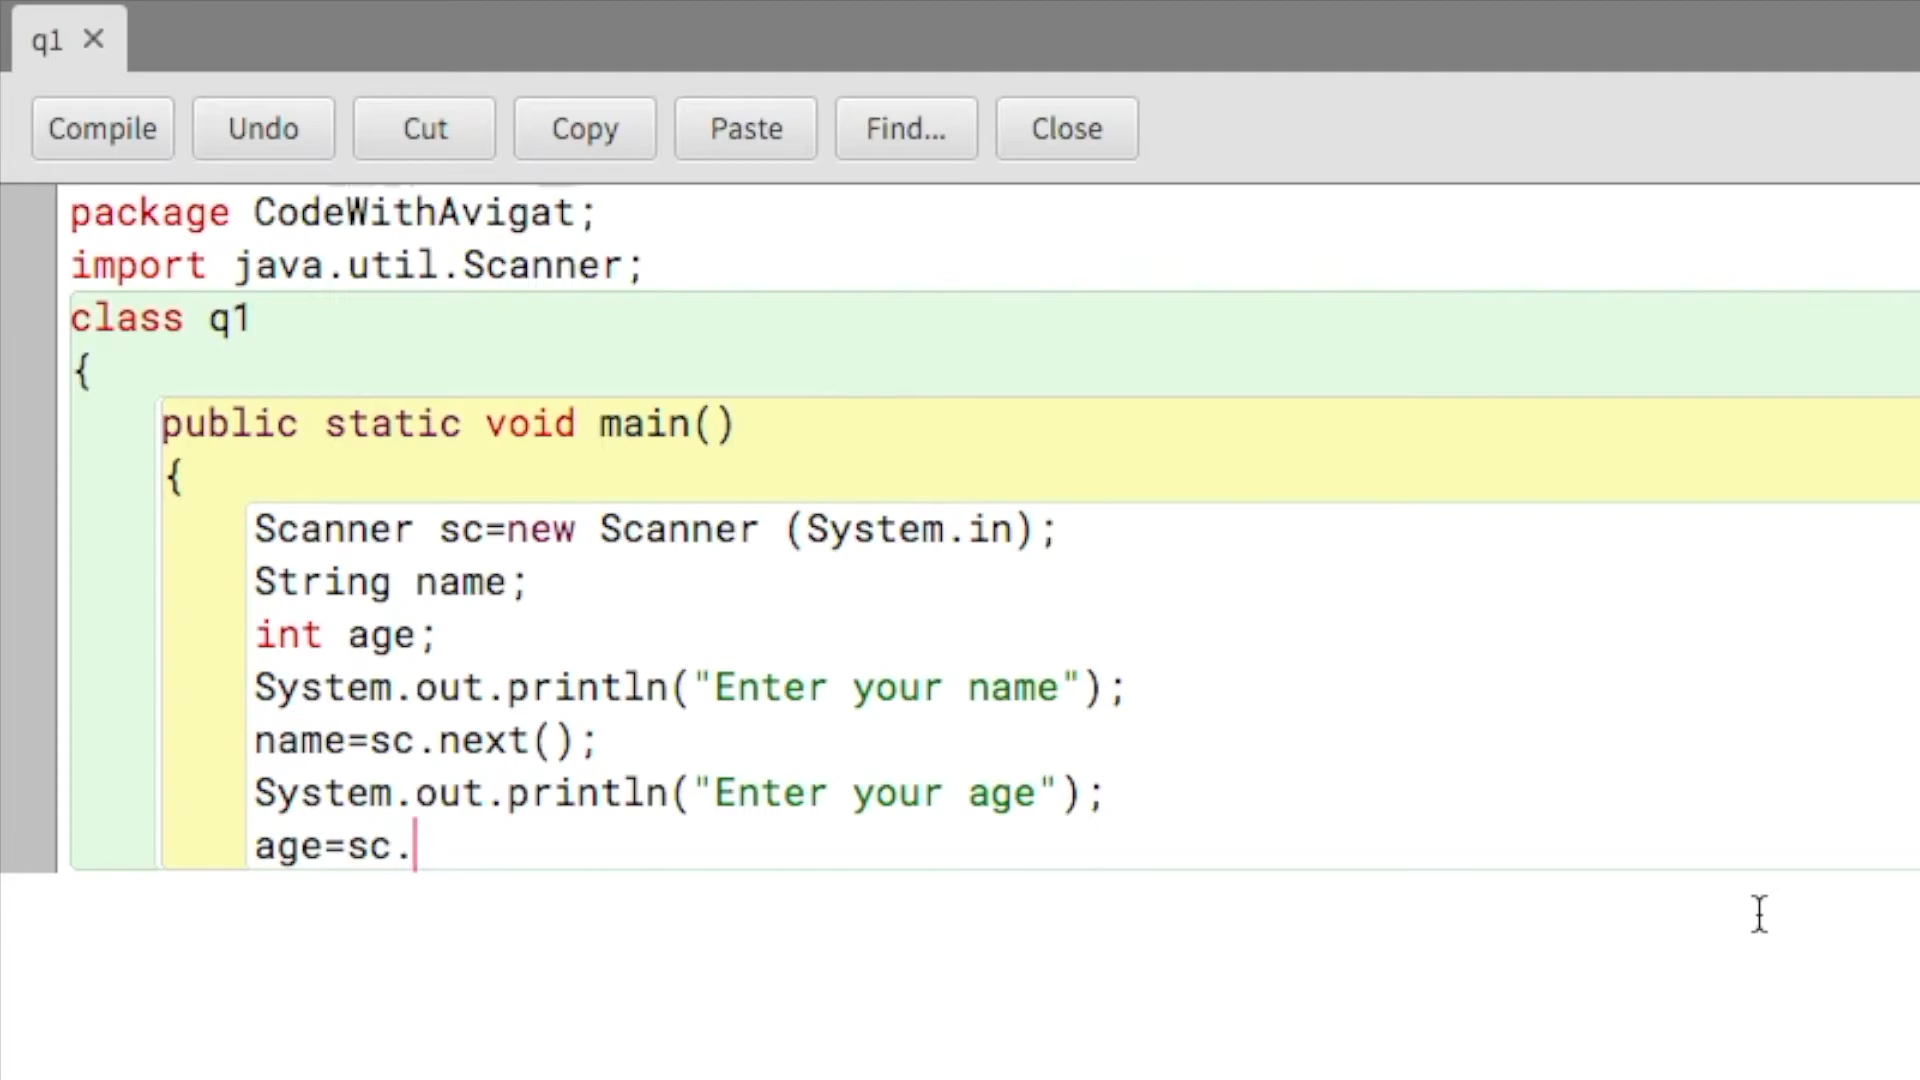 q1 ×
Compile Undo Cut Copy Paste Find... Close
package CodeWithAvigat;
import java.util.Scanner;
class q1
{
public static void main()
{
Scanner sc=new Scanner (System.in);
String name;
int age;
System.out.println("Enter your name");
name=sc.next();
System.out.println("Enter your age");
age=sc.